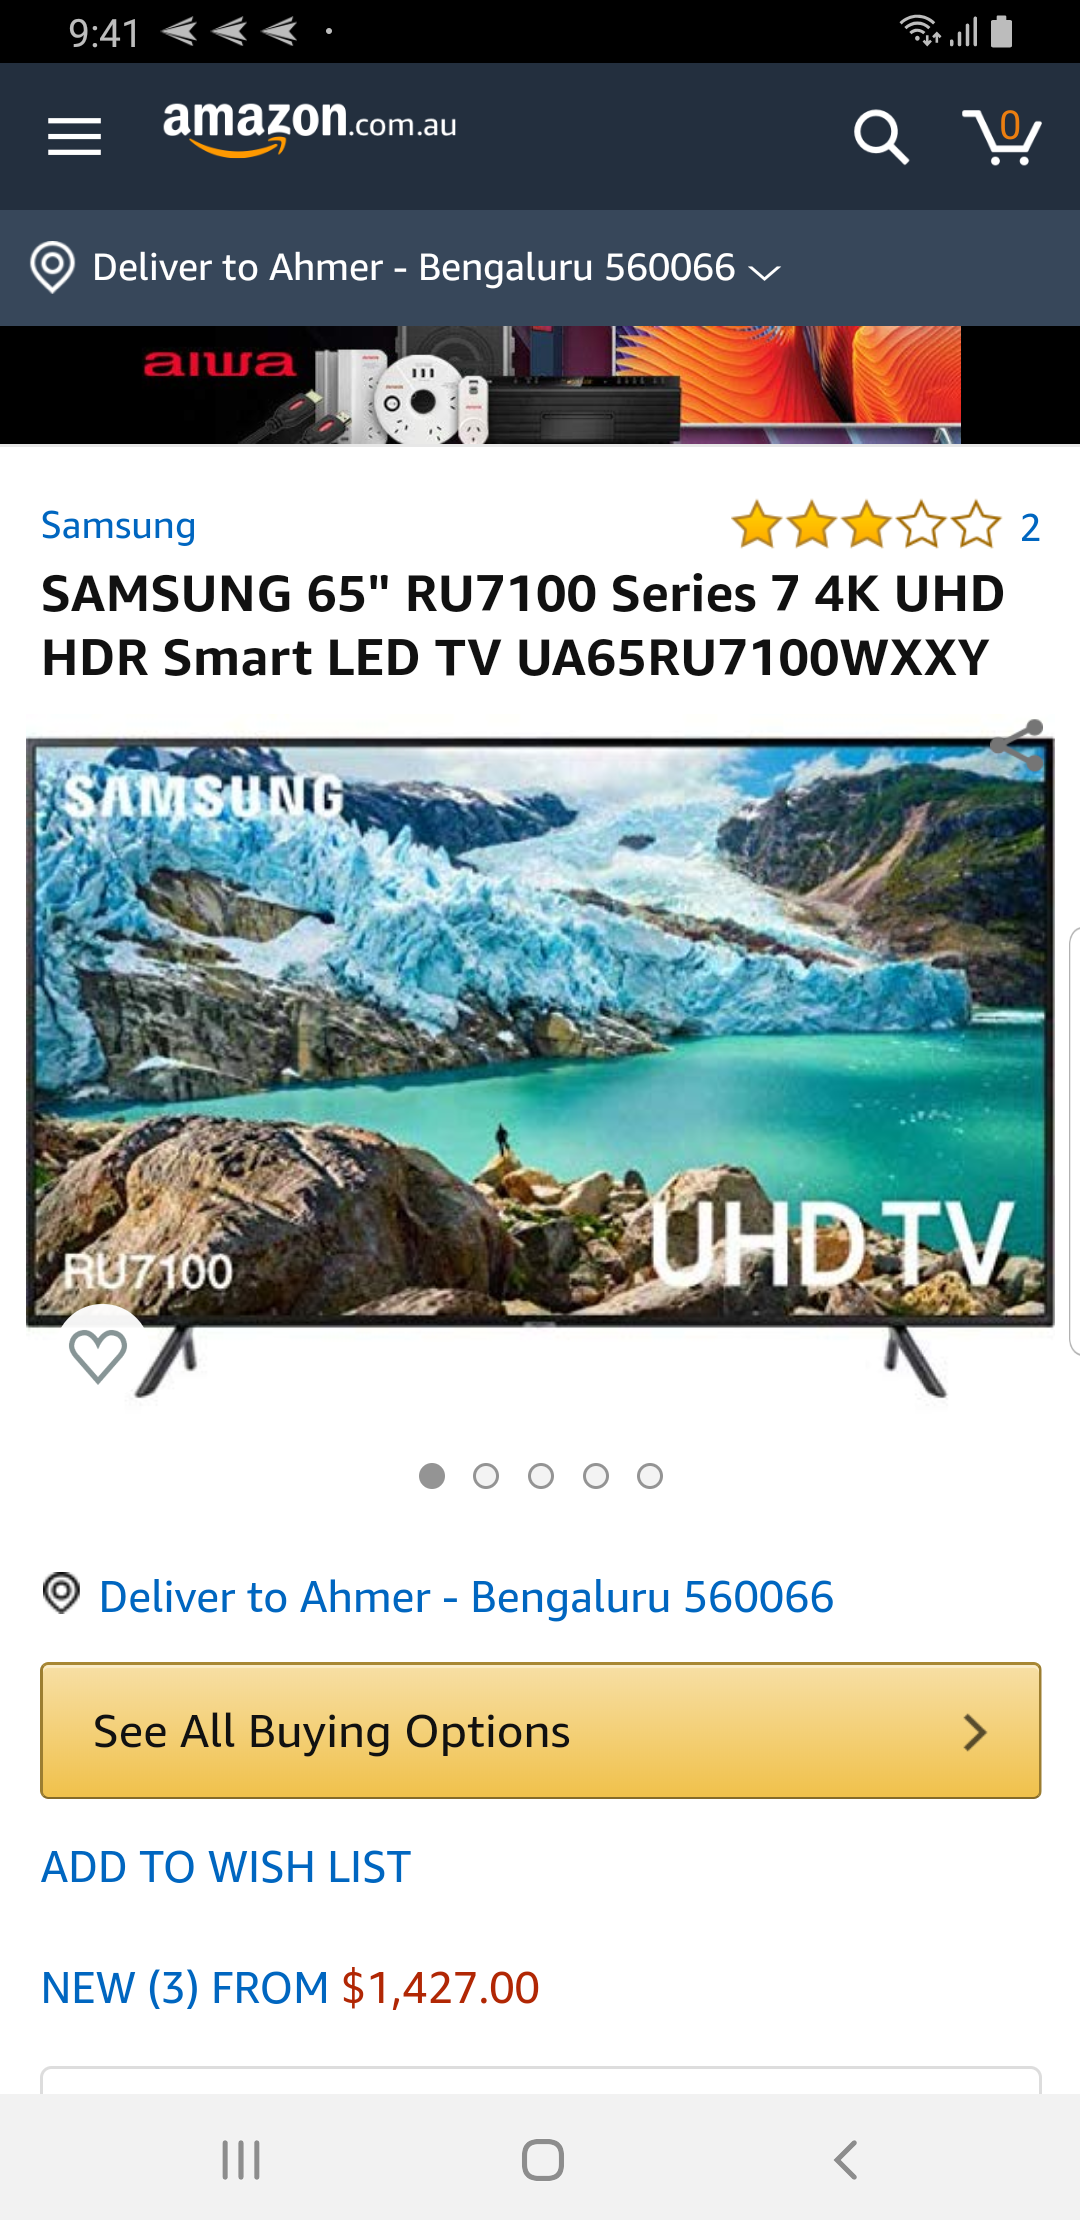 9:41
amazon.com.au
0
Deliver to Ahmer - Bengaluru 560066
aiwa
Samsung
2
SAMSUNG 65" RU7100 Series 7 4K UHD
HDR Smart LED TV UA65RU7100WXXY
SAMSUNG
UHD TV
RU7100
Deliver to Ahmer - Bengaluru 560066
See All Buying Options
ADD TO WISH LIST
NEW (3) FROM $1,427.00